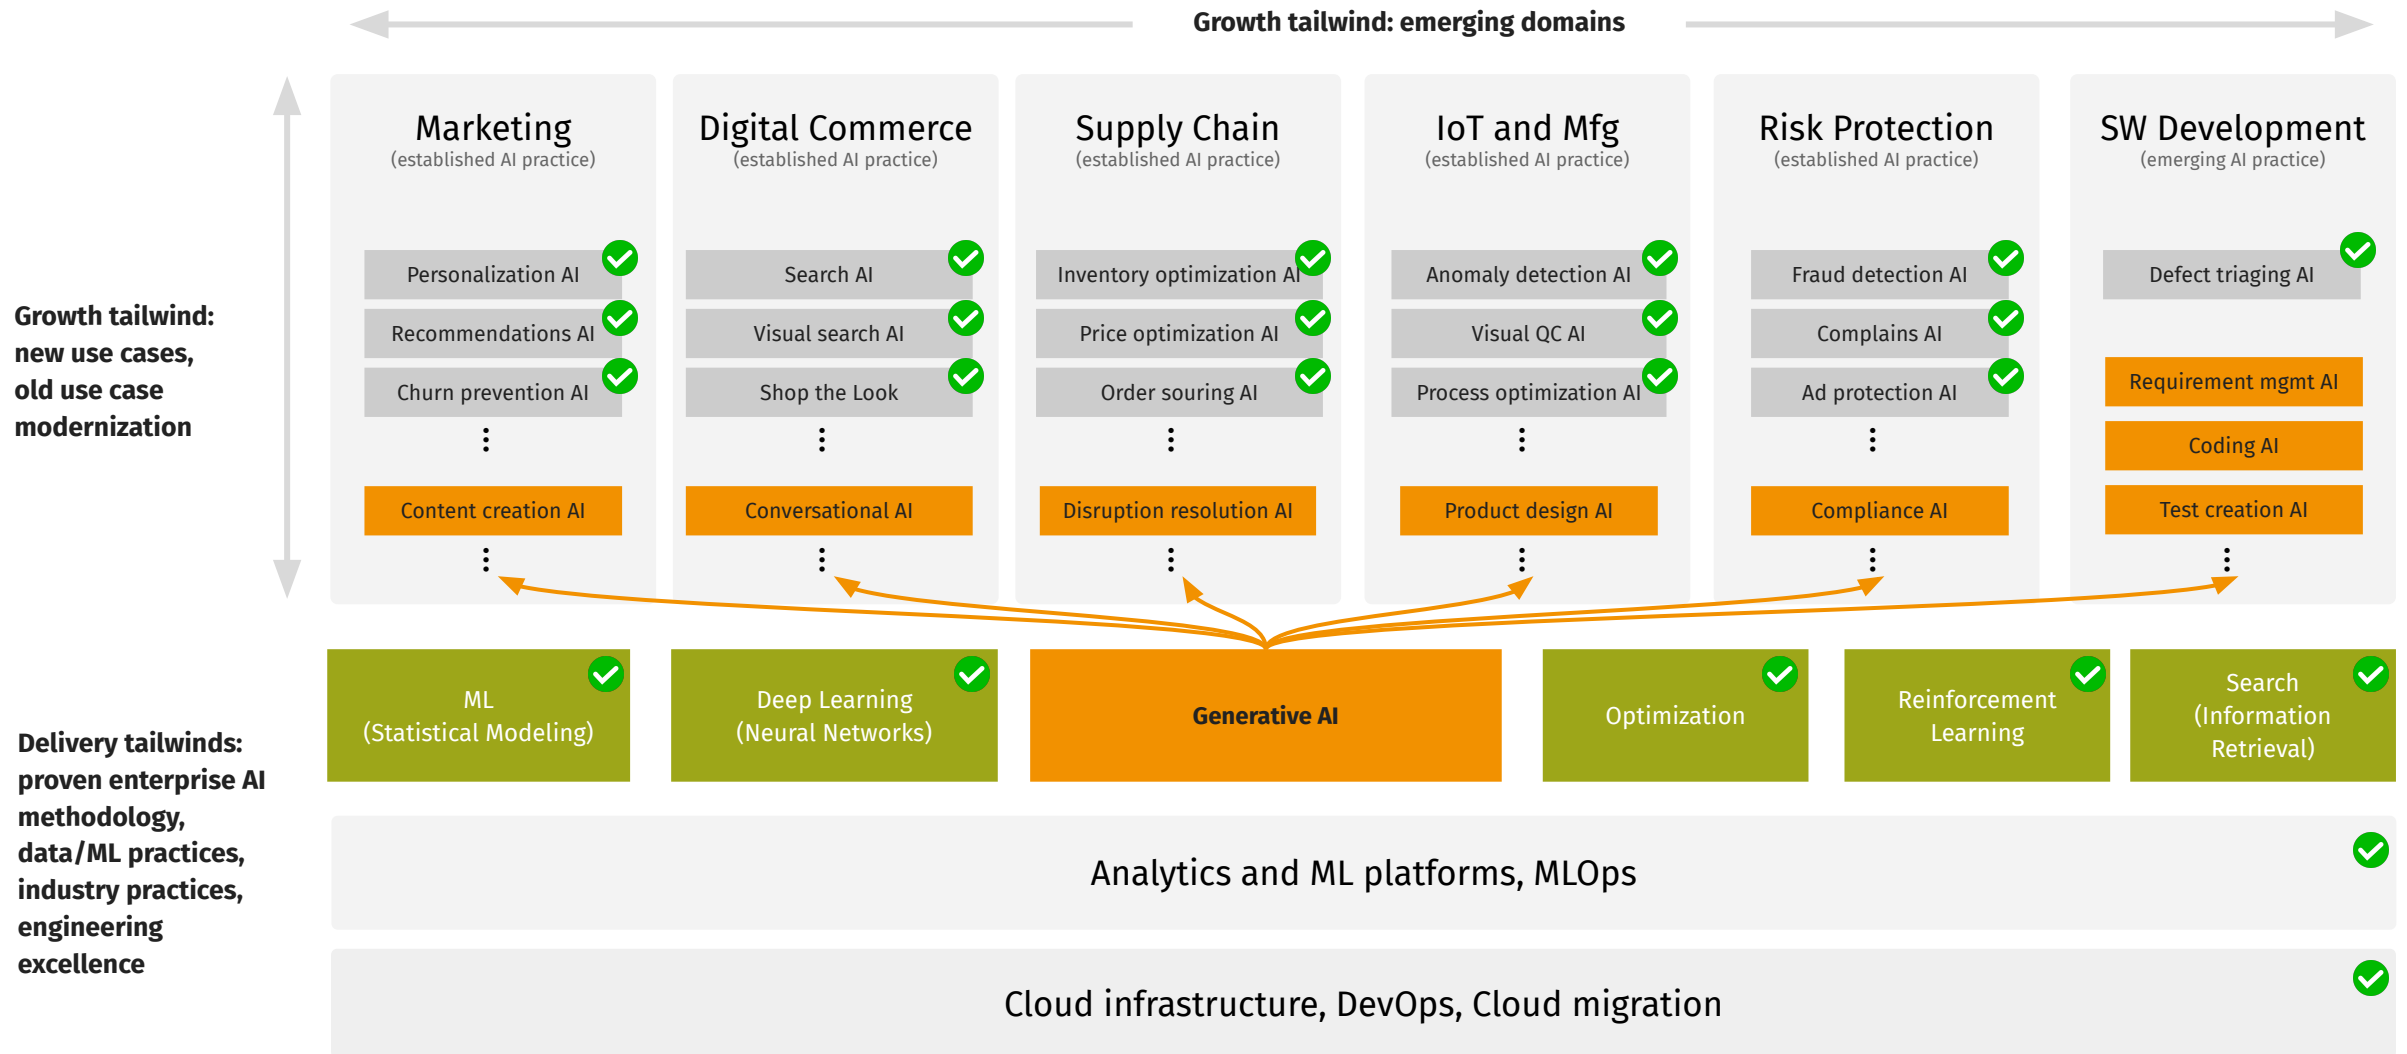 Growth tailwind: emerging domains
Growth tailwind:
new use cases,
old use case
modernization
Marketing
(established AI practice)
Personalization AI
Recommendations AI
Churn prevention AI
Content creation AI
Digital Commerce
(established AI practice)
Search AI
Visual search AI
Shop the Look
Conversational AI
Supply Chain
(established AI practice)
Inventory optimization AI
Price optimization AI
Order souring AI
Disruption resolution AI
IoT and Mfg
(established AI practice)
Anomaly detection AI
Visual QC AI
Process optimization AI
Product design AI
Risk Protection
(established AI practice)
Fraud detection AI
Complains AI
Ad protection AI
Compliance AI
SW Development
(emerging AI practice)
Defect triaging AI
Requirement mgmt AI
Coding AI
Test creation AI
Delivery tailwinds:
proven enterprise AI
methodology,
data/ML practices,
industry practices,
engineering
excellence
ML
(Statistical Modeling)
Deep Learning
(Neural Networks)
Generative AI
Optimization
Reinforcement
Learning
Search
(Information
Retrieval)
Analytics and ML platforms, MLOps
Cloud infrastructure, DevOps, Cloud migration